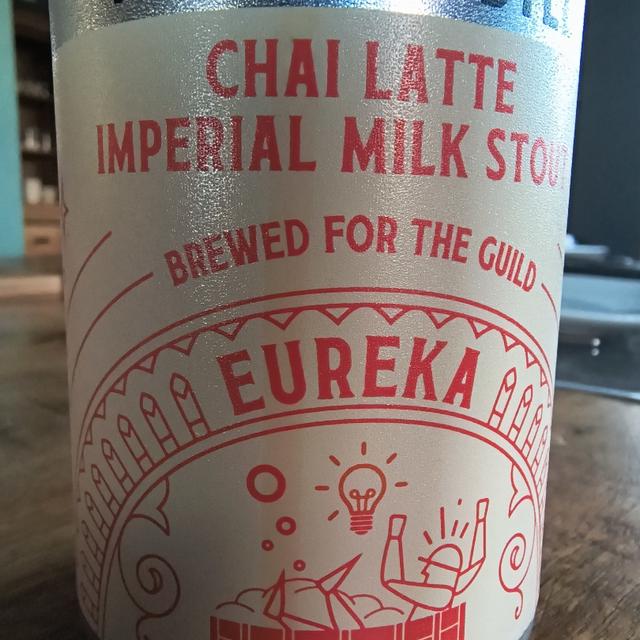 CHAI LATTE
IMPERIAL MILK STOUT
BREWED FOR THE GUILD
EUREKA